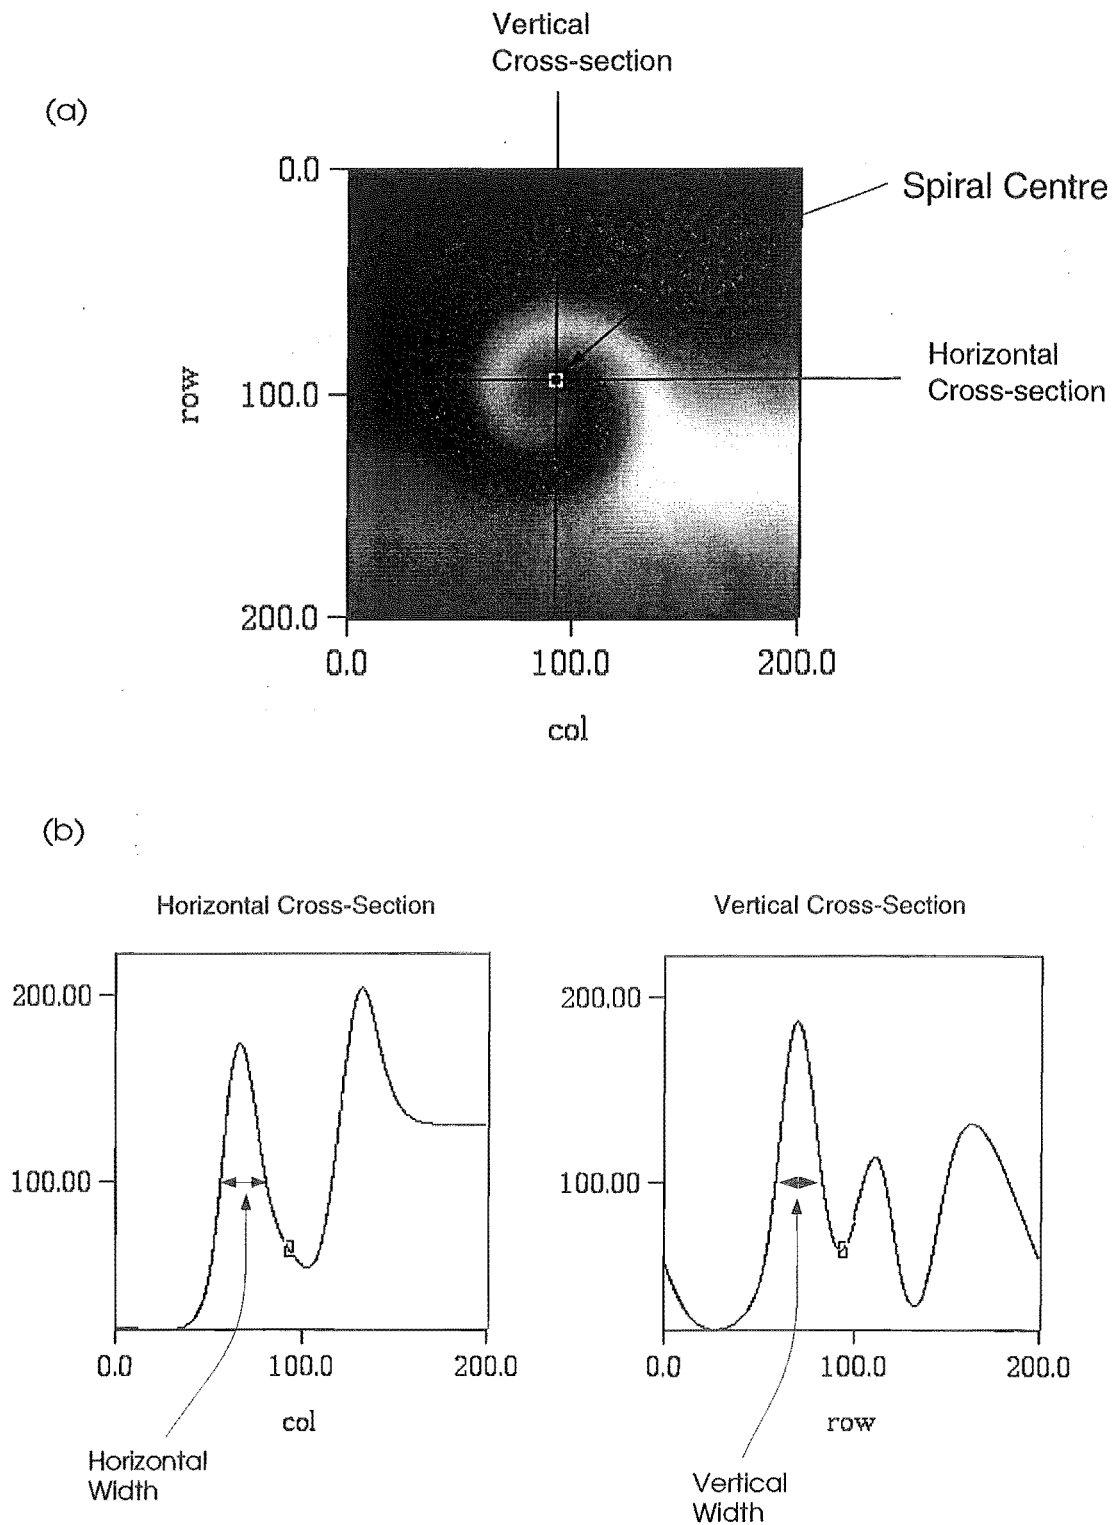 Vertical
Cross-section
(a)
0.0
Spiral Centre
Horizontal
Cross-section
row
100.0
200.0
0.0 100.0 200.0
col
(b)
Horizontal Cross-Section
Vertical Cross-Section
200.00
100.00
0.0 100.0 200.0
col
Horizontal
Width
200.00
100.00
0.0 100.0 200.0
row
Vertical
Width